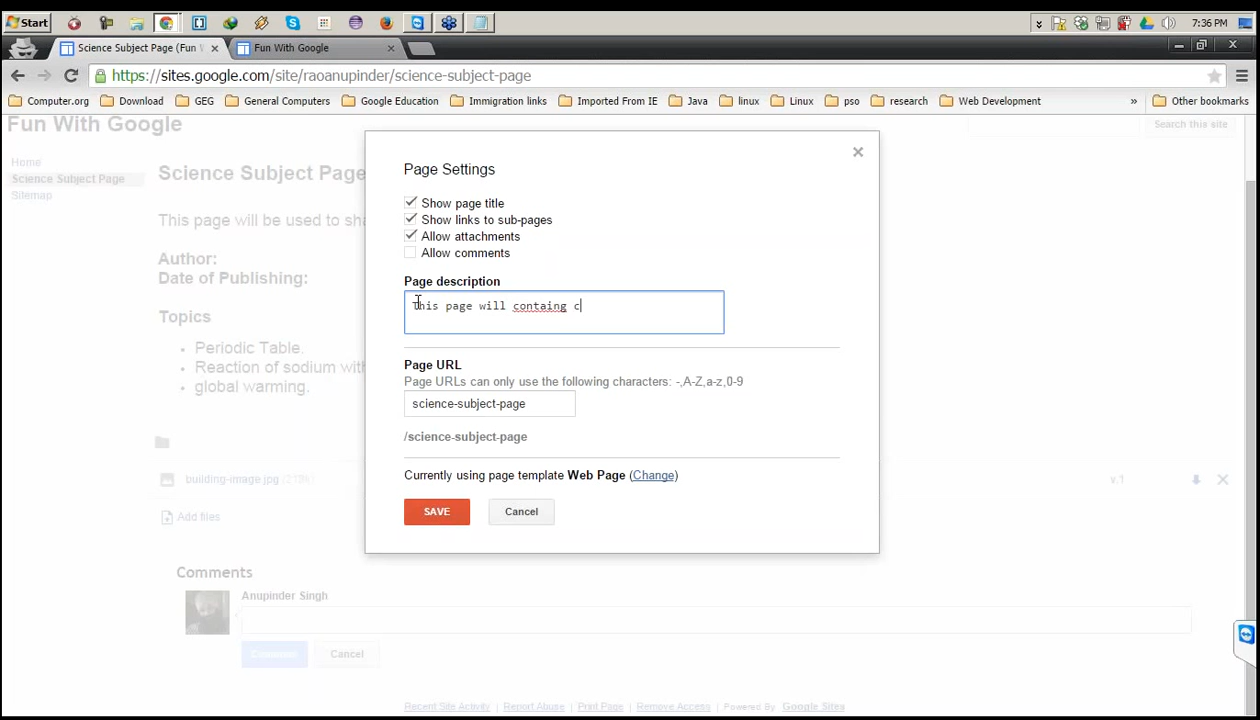 Start
7:36 PM
Science Subject Page (Fun W
Fun With Google
https://sites.google.com/site/raoanupinder/science-subject-page
Computer.org Download GEG General Computers Google Education Immigration links Imported From IE Java linux Linux pso research Web Development » Other bookmarks
Fun With Google
Search this site
Home
Science Subject Page
Sitemap
Science Subject Page
This page will be used to sha
Author:
Date of Publishing:
Topics
• Periodic Table.
• Reaction of sodium with
• global warming.
building-image.jpg
v.1
Add files
Comments
Anupinder Singh
Cancel
Recent Site Activity | Report Abuse | Print Page | Remove Access | Powered By Google Sites
Page Settings
Show page title
Show links to sub-pages
Allow attachments
Allow comments
Page description
This page will containg c
Page URL
Page URLs can only use the following characters: -,A-Z,a-z,0-9
science-subject-page
/science-subject-page
Currently using page template Web Page (Change)
SAVE
Cancel